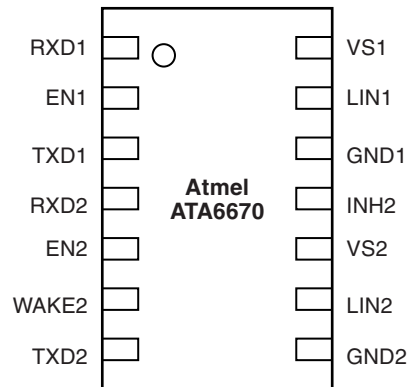 RXD1
EN1
TXD1
RXD2
EN2
WAKE2
TXD2
Atmel
ATA6670
VS1
LIN1
GND1
INH2
VS2
LIN2
GND2